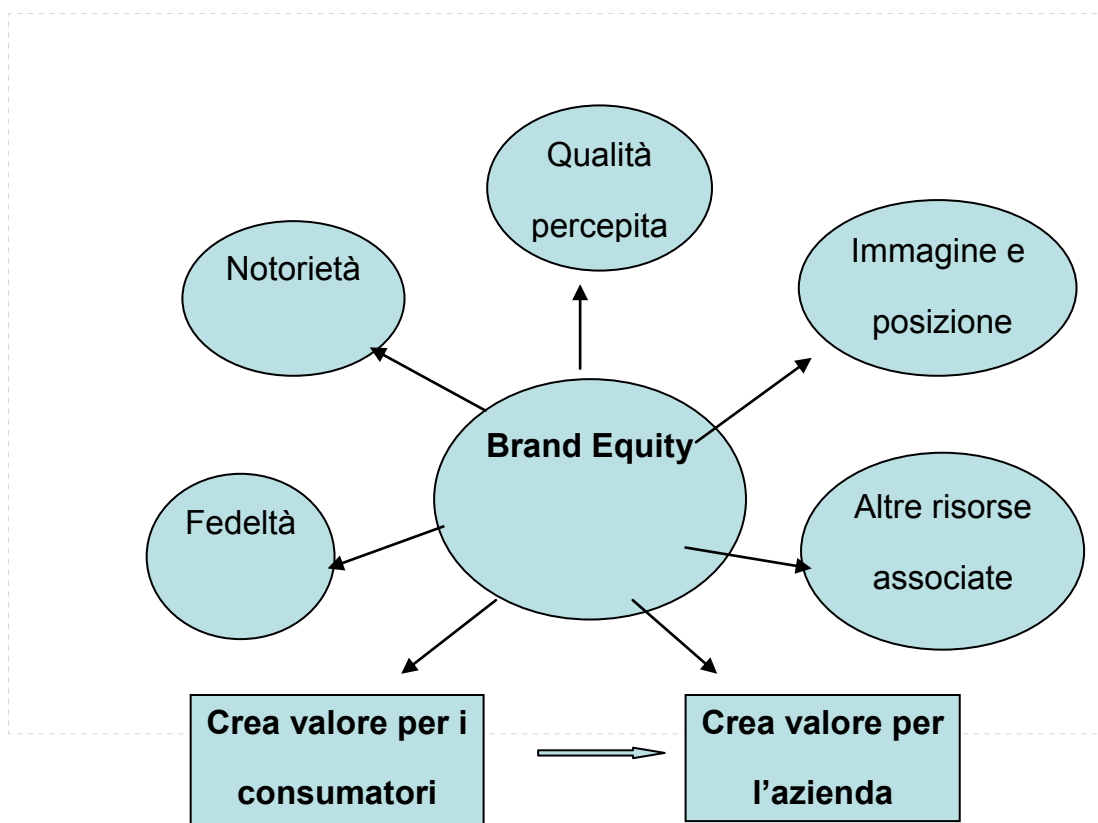 Qualità
percepita
Notorietà
Immagine e
posizione
Brand Equity
Fedeltà
Altre risorse
associate
Crea valore per i
consumatori
Crea valore per
l’azienda